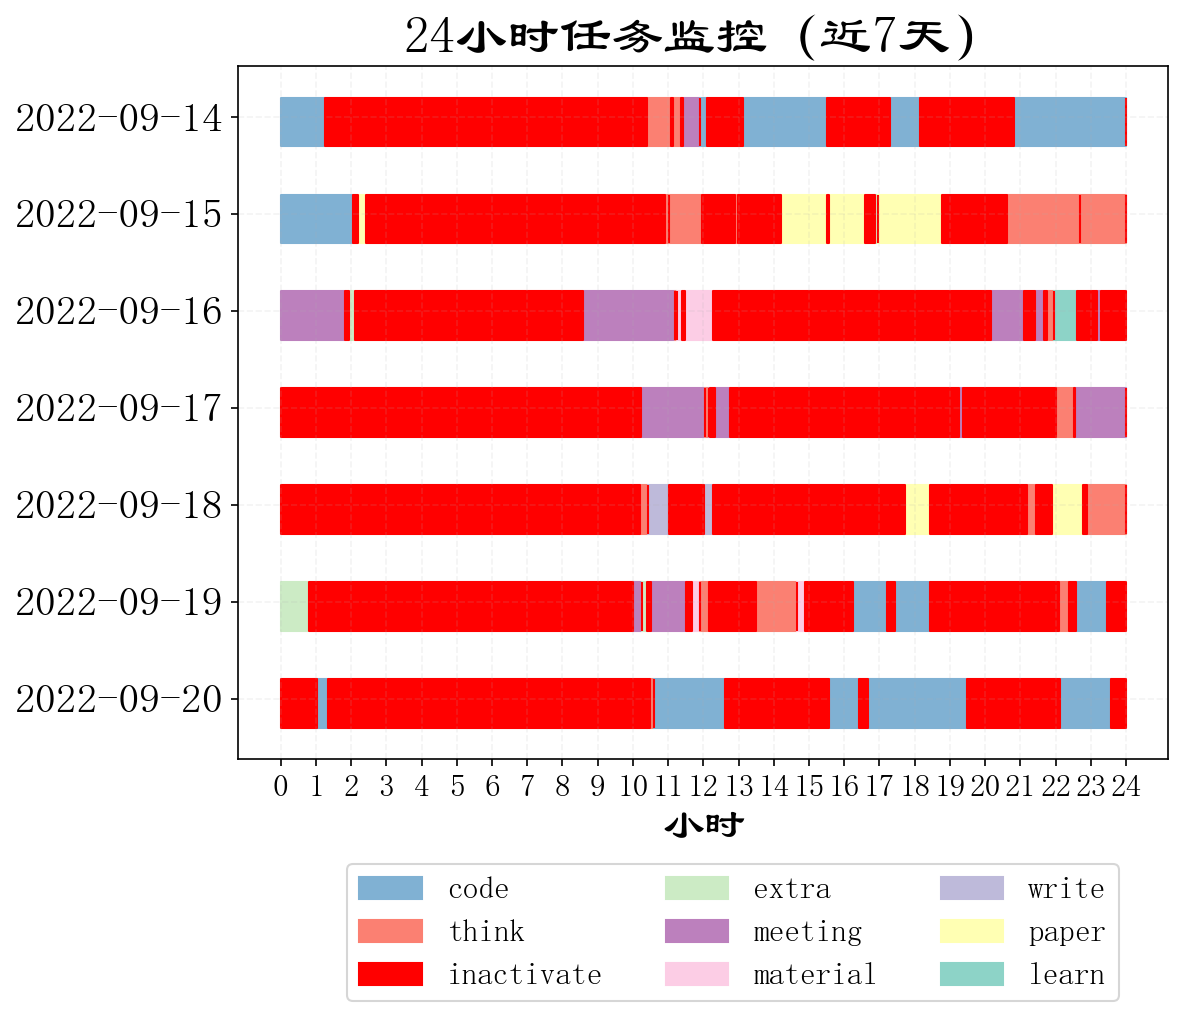 24小时任务监控 (近7天)
2022-09-14
2022-09-15
2022-09-16
2022-09-17
2022-09-18
2022-09-19
2022-09-20
0 1 2 3 4 5 6 7 8 9 10 11 12 13 14 15 16 17 18 19 20 21 22 23 24
小时
code extra write
think meeting paper
inactivate material learn